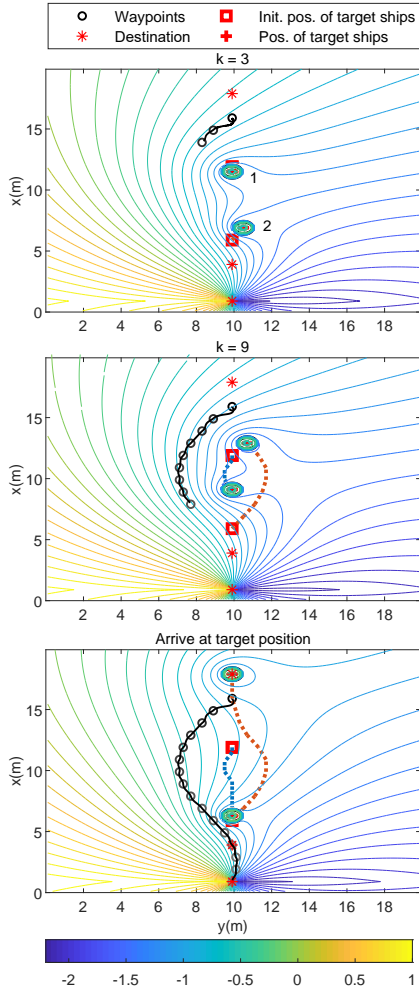 Waypoints Init. pos. of target ships
Destination Pos. of target ships
k = 3
x(m)
15
10
5
0
1
2
2 4 6 8 10 12 14 16 18
k = 9
x(m)
15
10
5
0
2 4 6 8 10 12 14 16 18
Arrive at target position
x(m)
15
10
5
0
2 4 6 8 10 12 14 16 18
y(m)
-2 -1.5 -1 -0.5 0 0.5 1